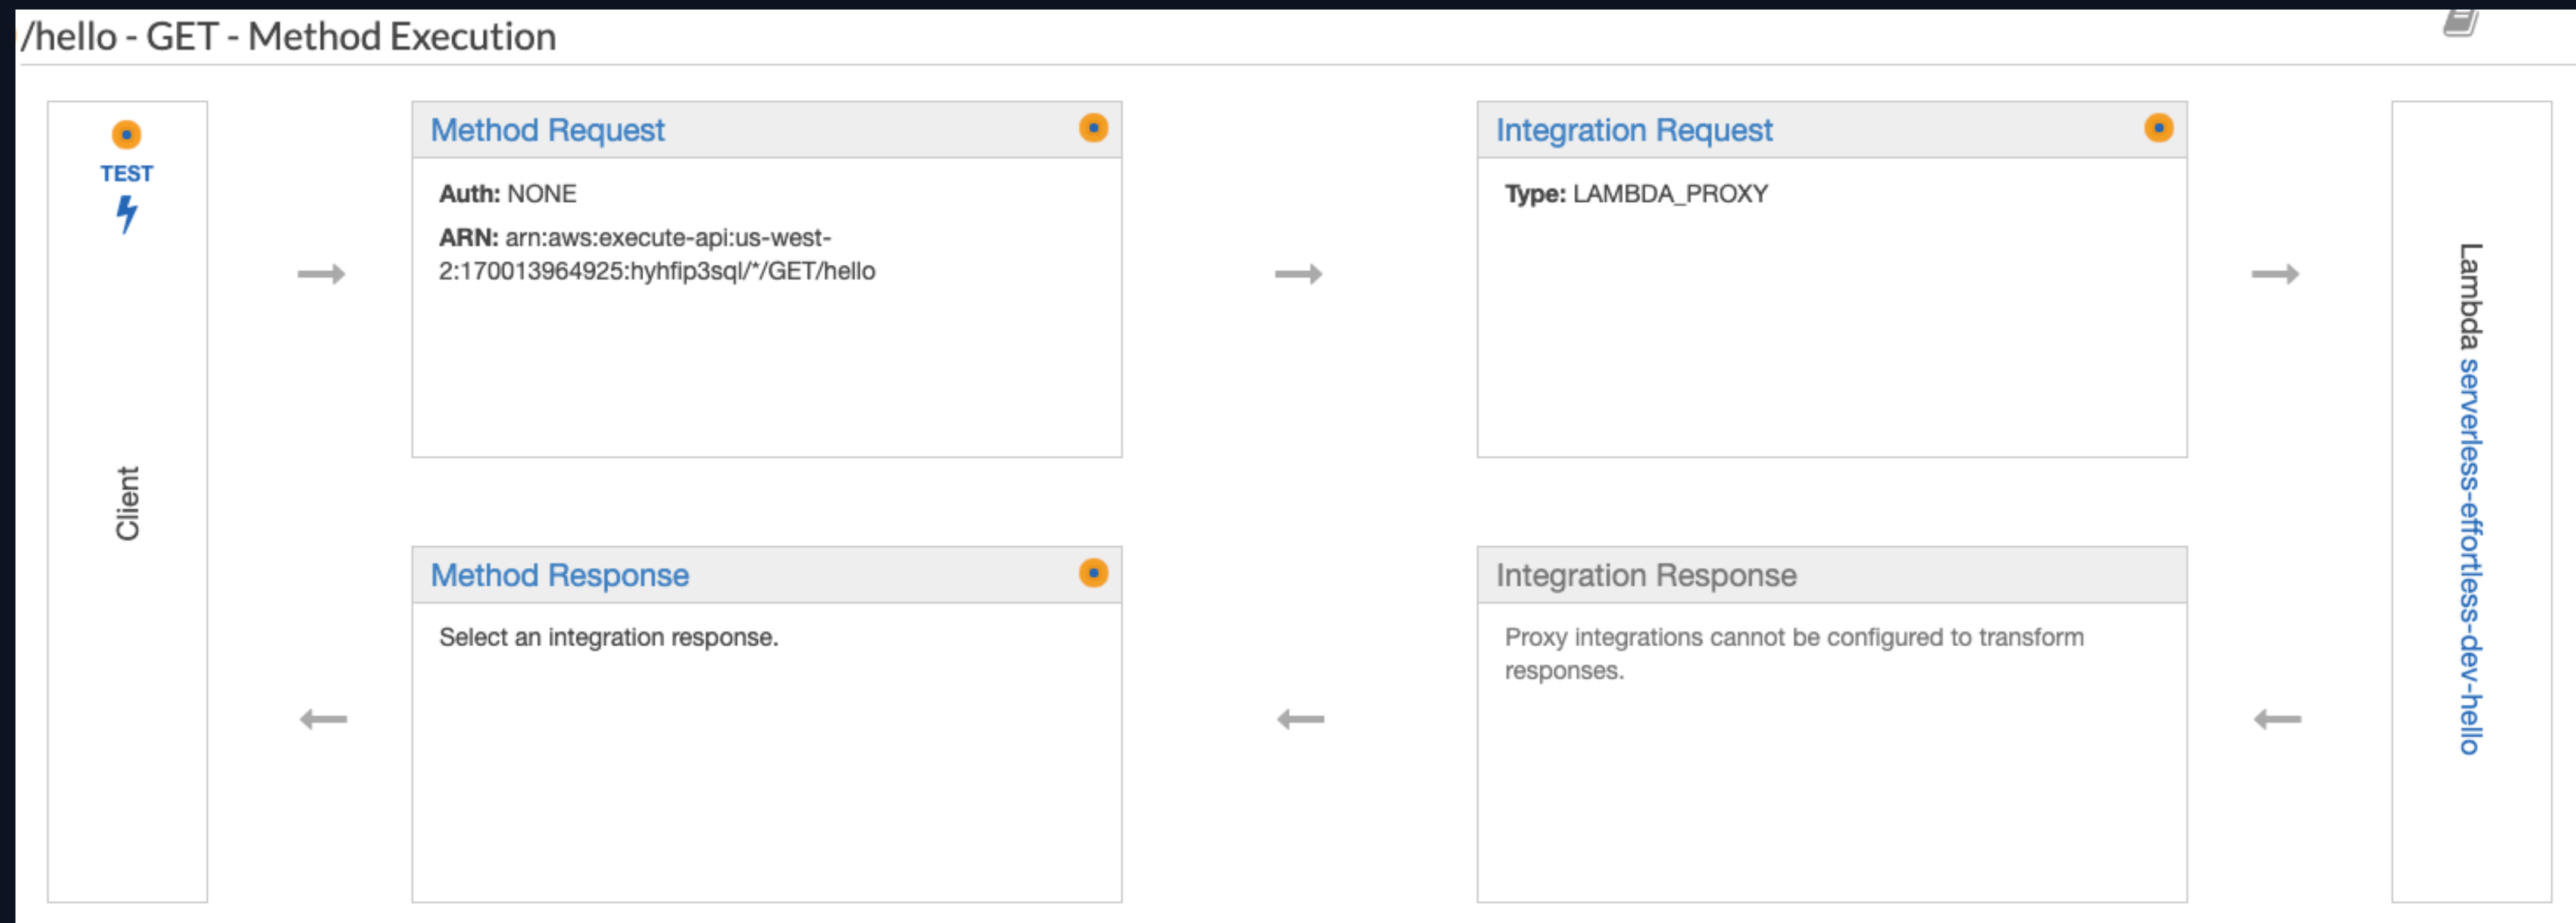 /hello - GET - Method Execution
TEST
Client
Method Request
Auth: NONE
ARN: arn:aws:execute-api:us-west-
2:170013964925:hyhfip3sql/*/GET/hello
Integration Request
Type: LAMBDA_PROXY
Lambda serverless-effortless-dev-hello
Method Response
Select an integration response.
Integration Response
Proxy integrations cannot be configured to transform
responses.